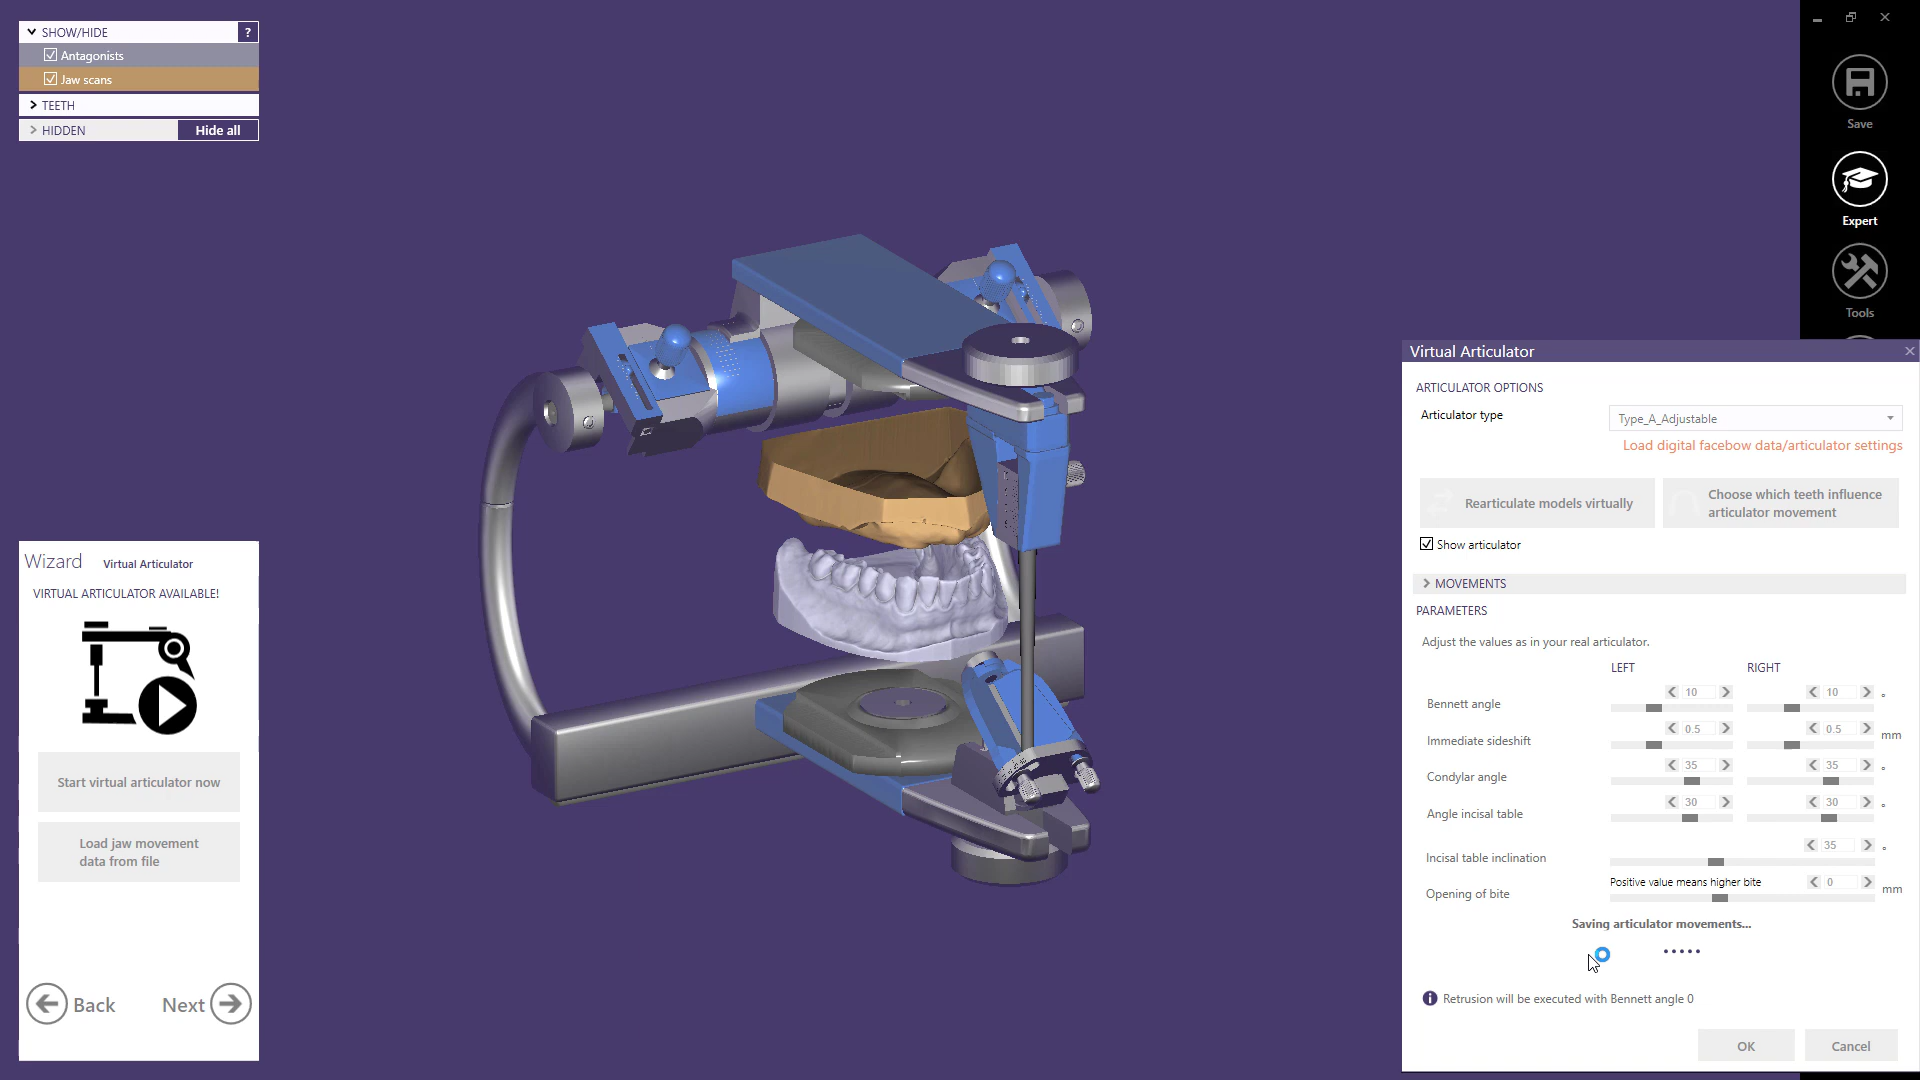 SHOW/HIDE
?
Antagonists
Jaw scans
TEETH
HIDDEN
Hide all
Save
Expert
Tools
Wizard
Virtual Articulator
VIRTUAL ARTICULATOR AVAILABLE!
Start virtual articulator now
Load jaw movement
data from file
Back
Next
Virtual Articulator
ARTICULATOR OPTIONS
Articulator type
Type_A_Adjustable
Load digital facebow data/articulator settings
Rearticulate models virtually
Choose which teeth influence
articulator movement
Show articulator
MOVEMENTS
PARAMETERS
Adjust the values as in your real articulator.
LEFT
RIGHT
Bennett angle
10
10
°
Immediate sideshift
0.5
0.5
mm
Condylar angle
35
35
°
Angle incisal table
30
30
°
Incisal table inclination
35
°
Opening of bite
Positive value means higher bite
0
mm
Saving articulator movements...
Retrusion will be executed with Bennett angle 0
OK
Cancel